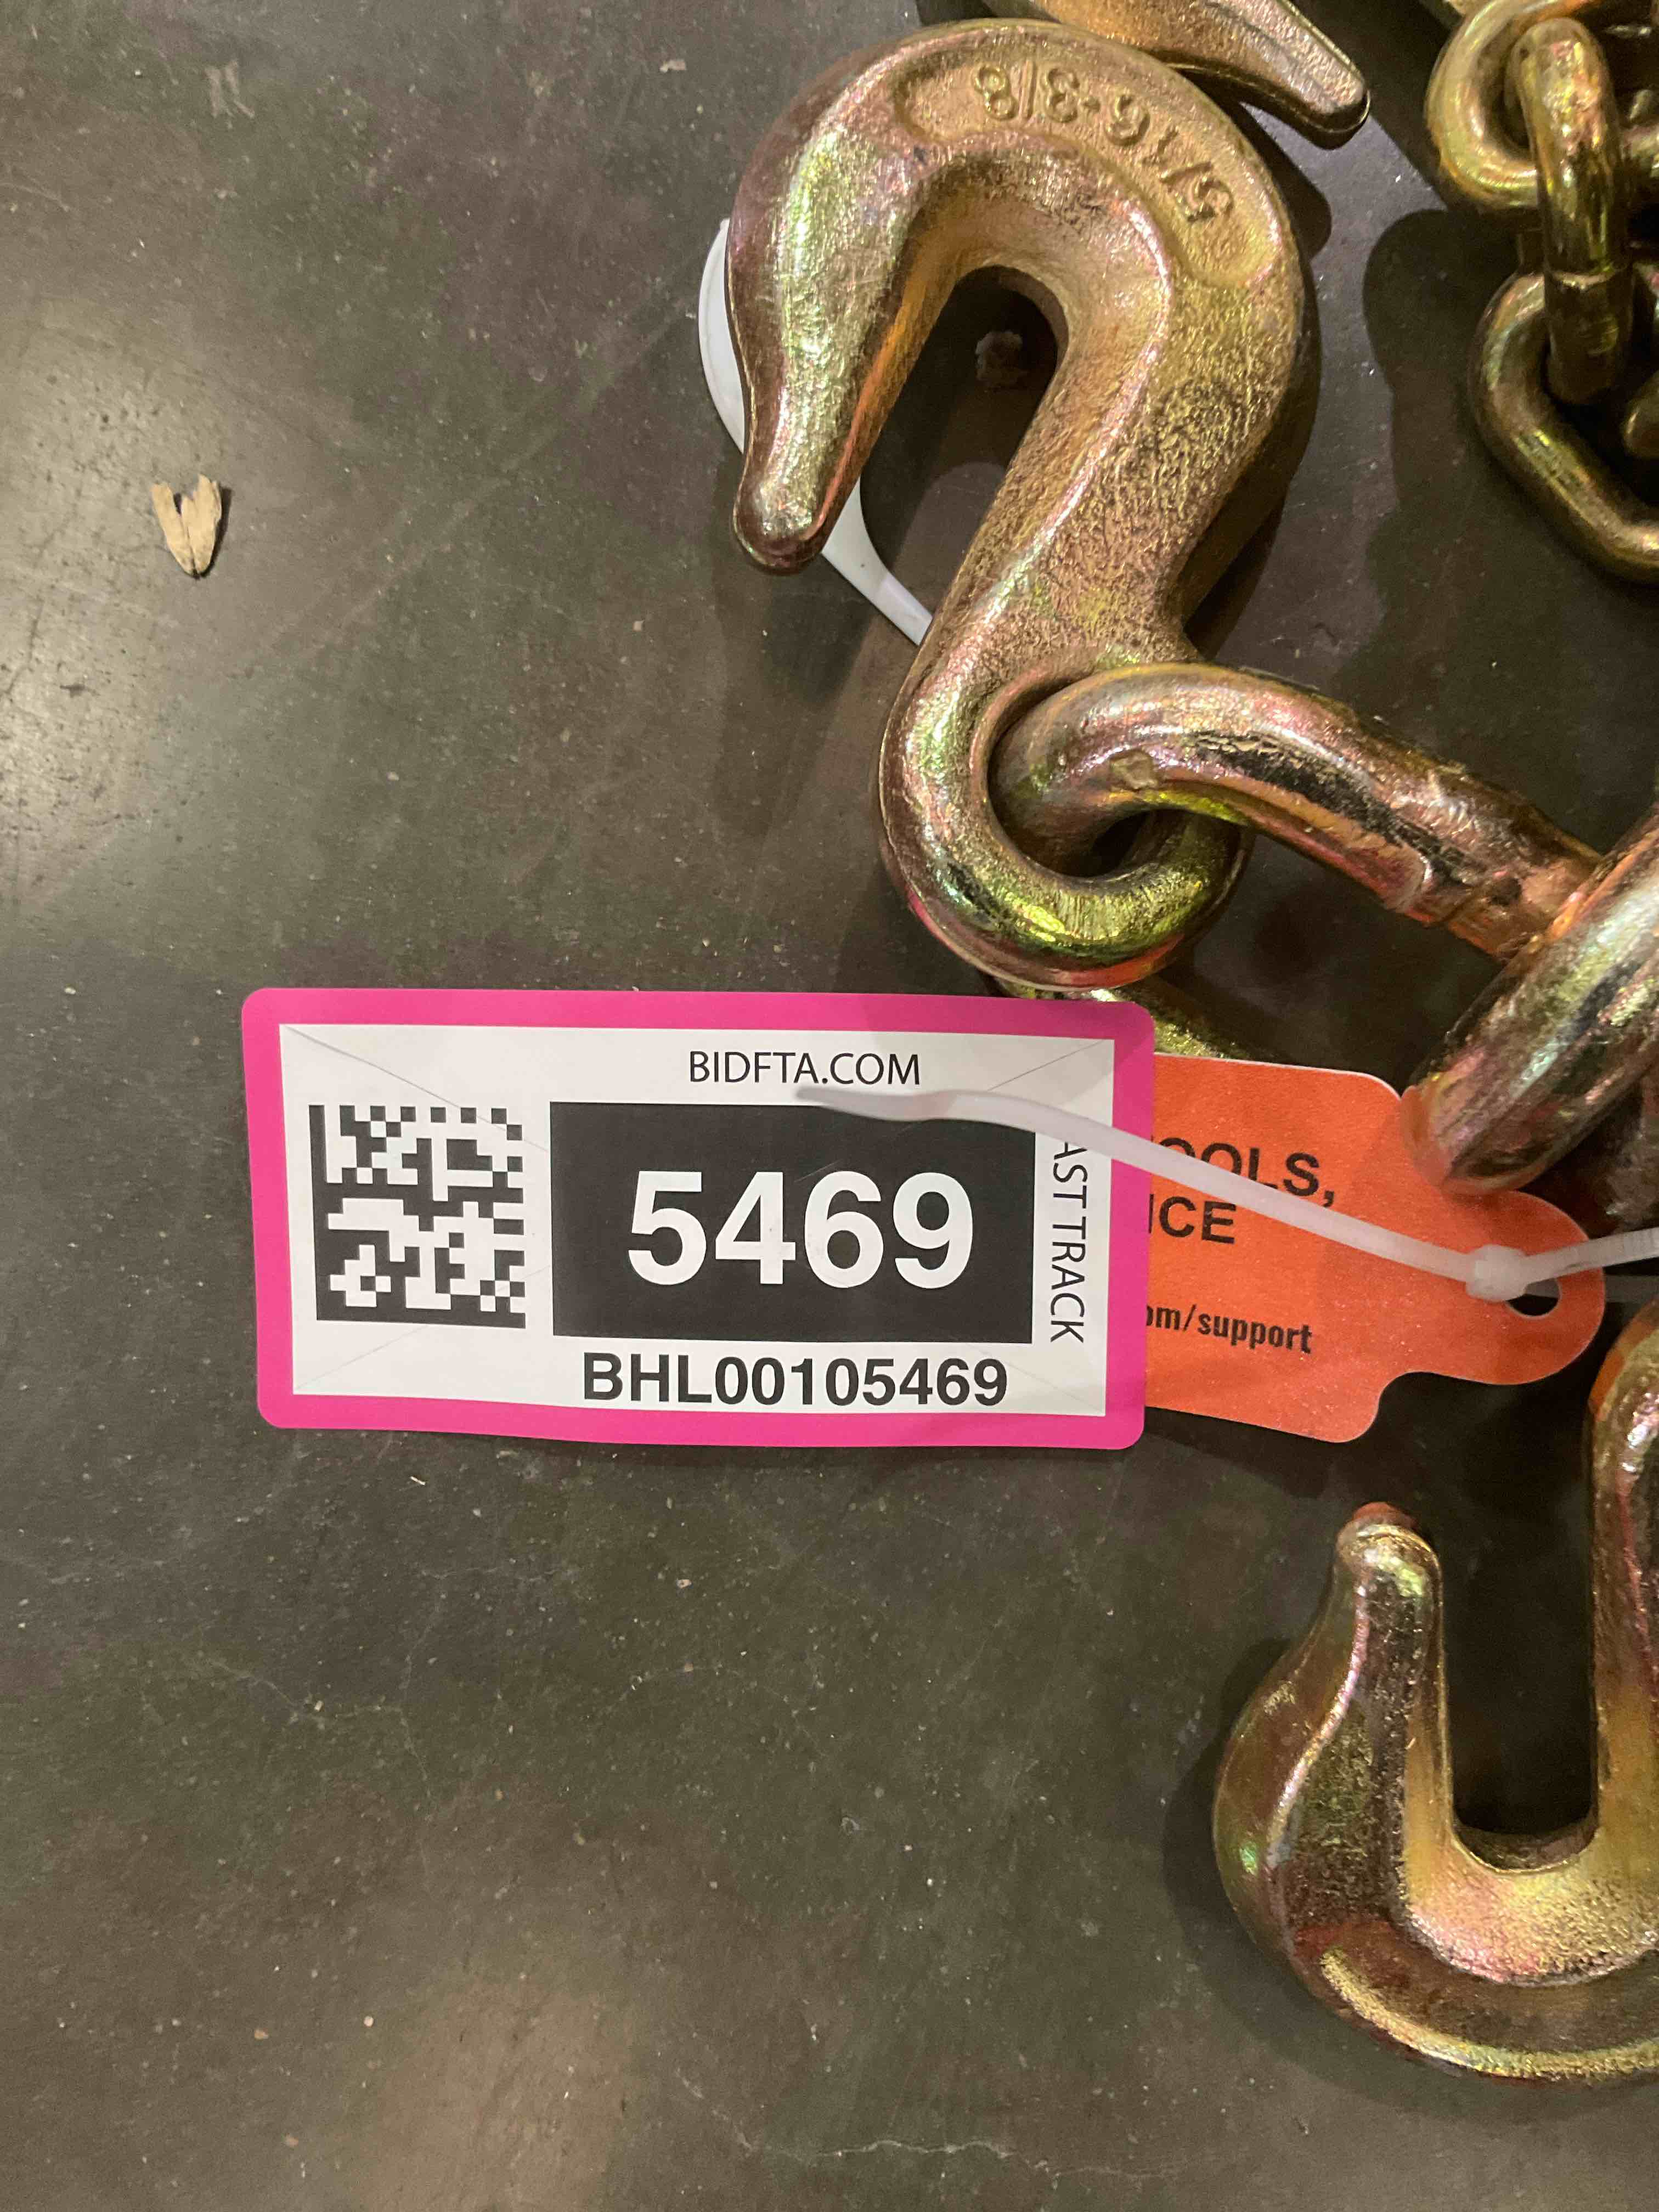 5/16-3/8
BIDFTA.COM
5469
AST TRACK
BHL00105469
OOLS,
ICE
om/support